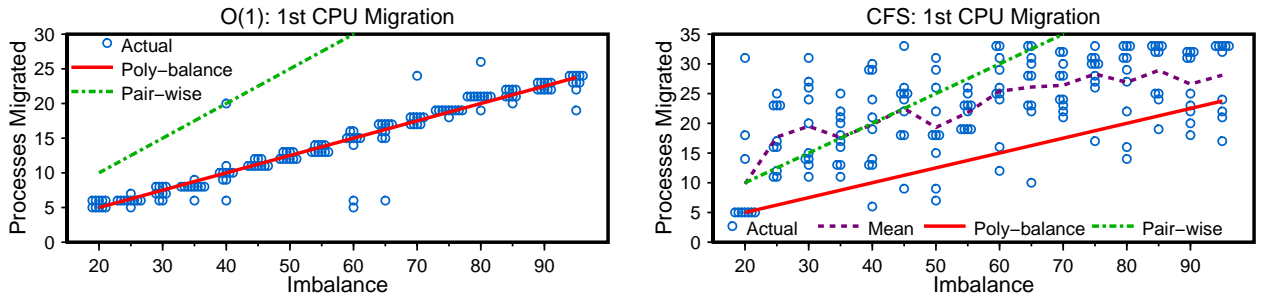 O(1): 1st CPU Migration
Processes Migrated
30
25
20
15
10
5
0
Actual
Poly-balance
Pair-wise
20 30 40 50 60 70 80 90
Imbalance
CFS: 1st CPU Migration
Processes Migrated
35
30
25
20
15
10
5
0
Actual Mean Poly-balance Pair-wise
20 30 40 50 60 70 80 90
Imbalance